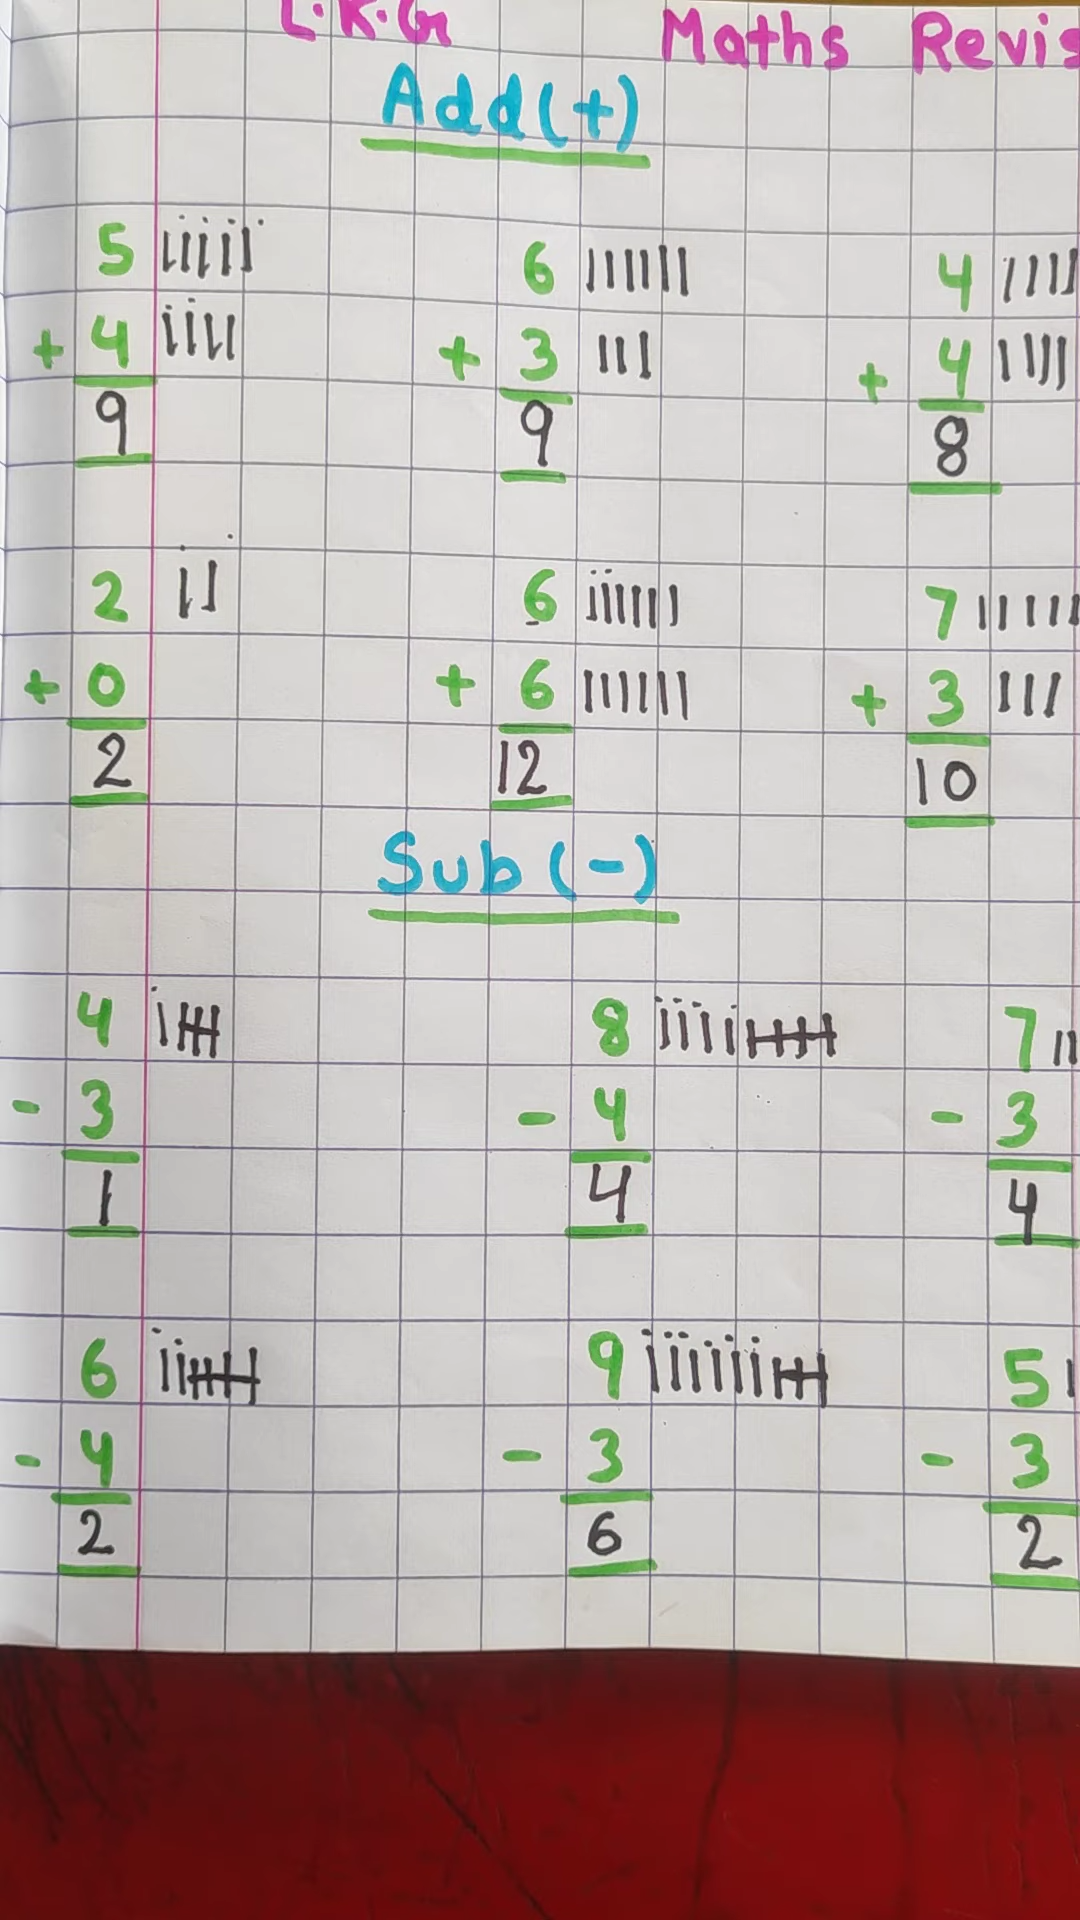 L.K.G Maths Revis
Add(+)
5 6 4
+ 4 + 3 + 4
9 9 8
2 6 7
+ 0 + 6 + 3
2 12 10
Sub (-)
4 8 7
- 3 - 4 - 3
1 4 4
6 9 5
- 4 - 3 - 3
2 6 2